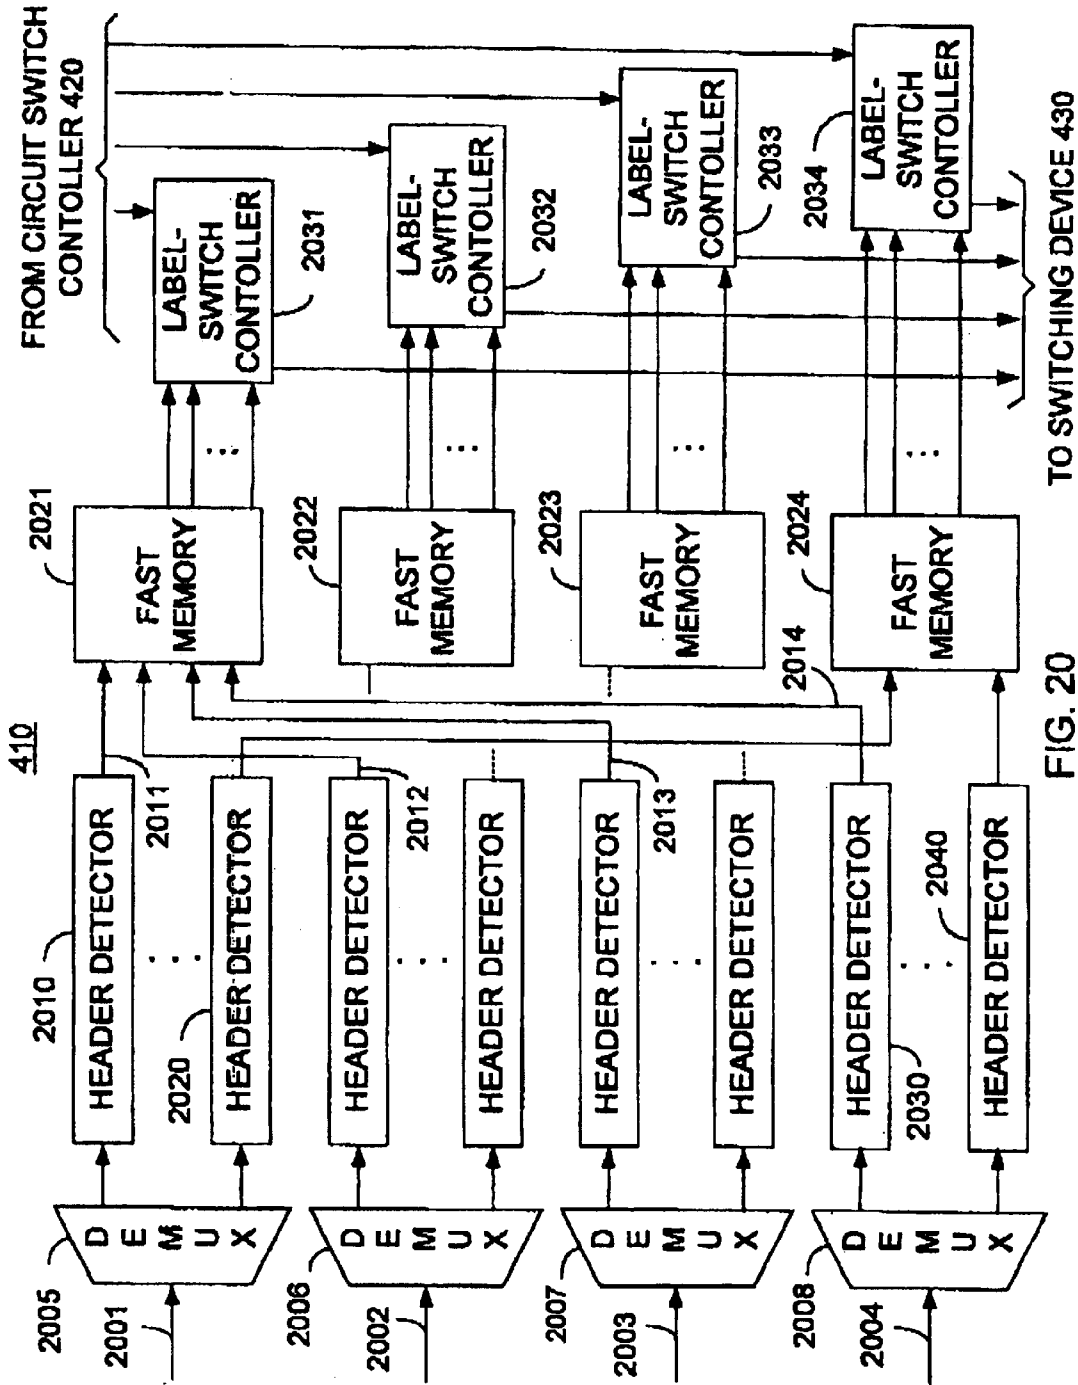 410
FROM CIRCUIT SWITCH
CONTOLLER 420
2001
2005
DEMUX
2010
HEADER DETECTOR
2011
2020
HEADER DETECTOR
2021
FAST
MEMORY
LABEL-
SWITCH
CONTOLLER
2031
2002
2006
DEMUX
HEADER DETECTOR
2012
HEADER DETECTOR
2022
FAST
MEMORY
LABEL-
SWITCH
CONTOLLER
2032
2003
2007
DEMUX
HEADER DETECTOR
2013
HEADER DETECTOR
2023
FAST
MEMORY
LABEL-
SWITCH
CONTOLLER
2033
2004
2008
DEMUX
HEADER DETECTOR
2030
2014
2040
HEADER DETECTOR
2024
FAST
MEMORY
2034
LABEL-
SWITCH
CONTOLLER
TO SWITCHING DEVICE 430
FIG. 20